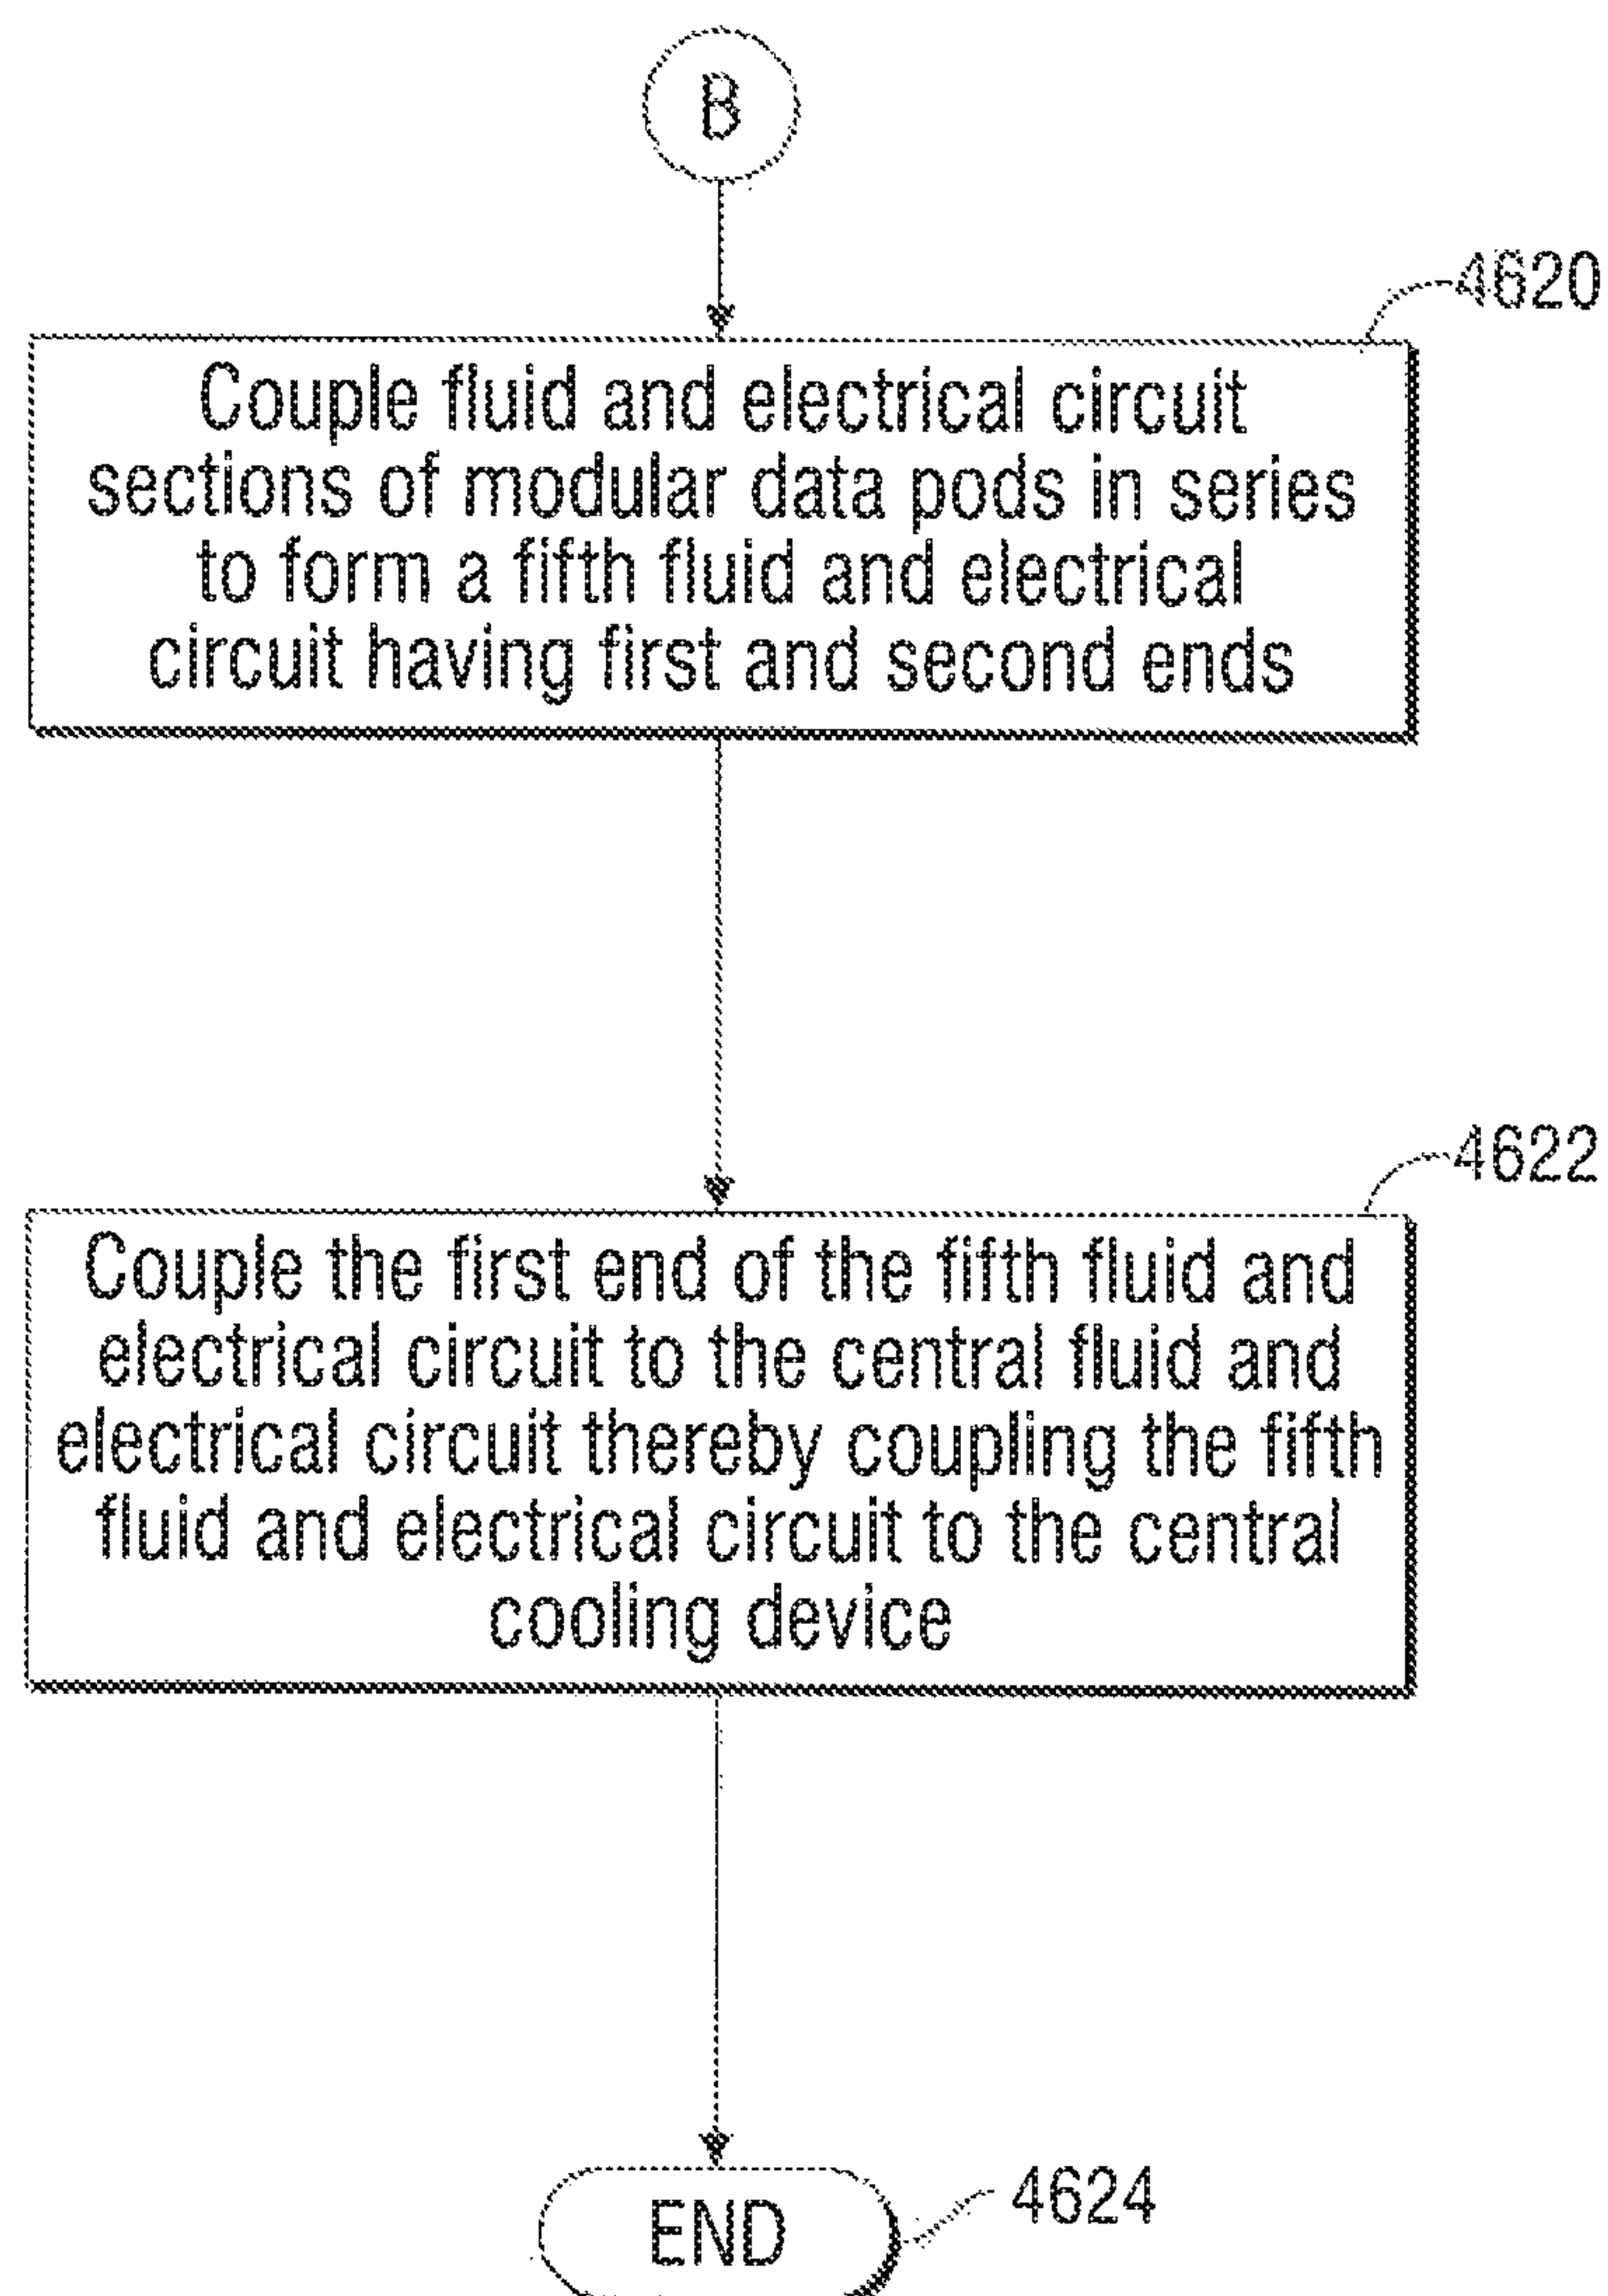 B
4620
Couple fluid and electrical circuit
sections of modular data pods in series
to form a fifth fluid and electrical
circuit having first and second ends
4622
Couple the first end of the fifth fluid and
electrical circuit to the central fluid and
electrical circuit thereby coupling the fifth
fluid and electrical circuit to the central
cooling device
END
4624